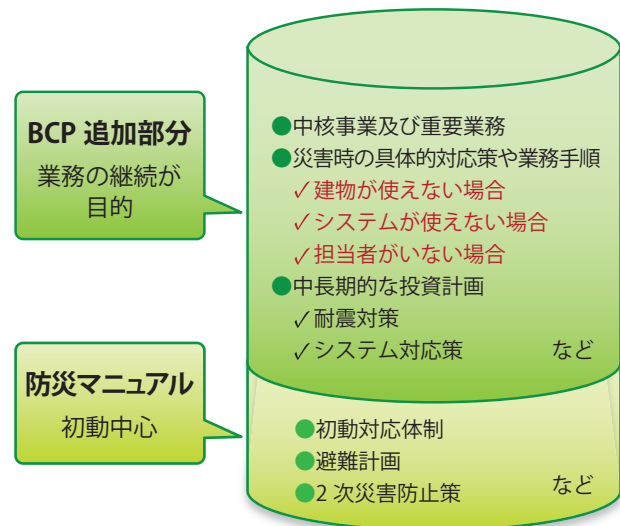 BCP 追加部分
業務の継続が
目的
●中核事業及び重要業務
●災害時の具体的対応策や業務手順
✓建物が使えない場合
✓システムが使えない場合
✓担当者がいない場合
●中長期的な投資計画
✓耐震対策
✓システム対応策 など
防災マニュアル
初動中心
●初動対応体制
●避難計画
●2 次災害防止策 など